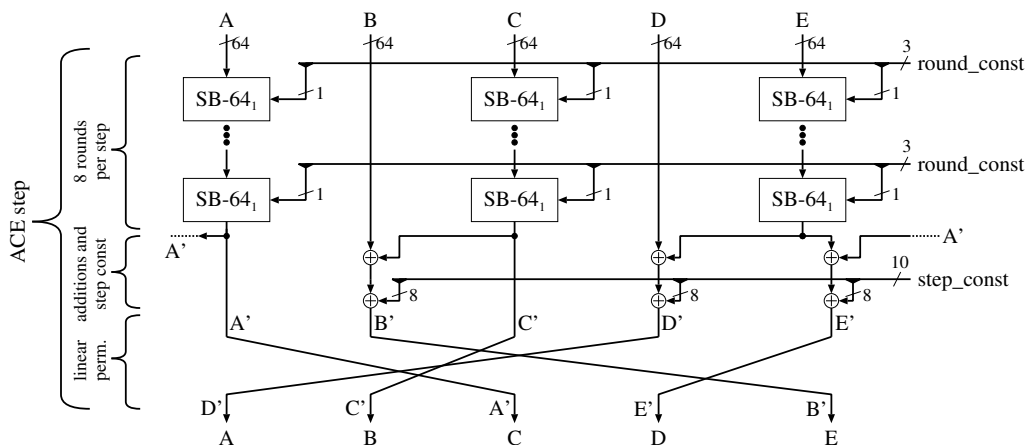 A B C D E
64 64 64 64 64
3
round_const
SB-64₁ 1 SB-64₁ 1 SB-64₁ 1
3
round_const
SB-64₁ 1 SB-64₁ 1 SB-64₁ 1
A' A'
10
step_const
8 8 8
A' B' C' D' E'
D' C' A' E' B'
A B C D E
ACE step
8 rounds
per step
additions and
step const
linear
perm.